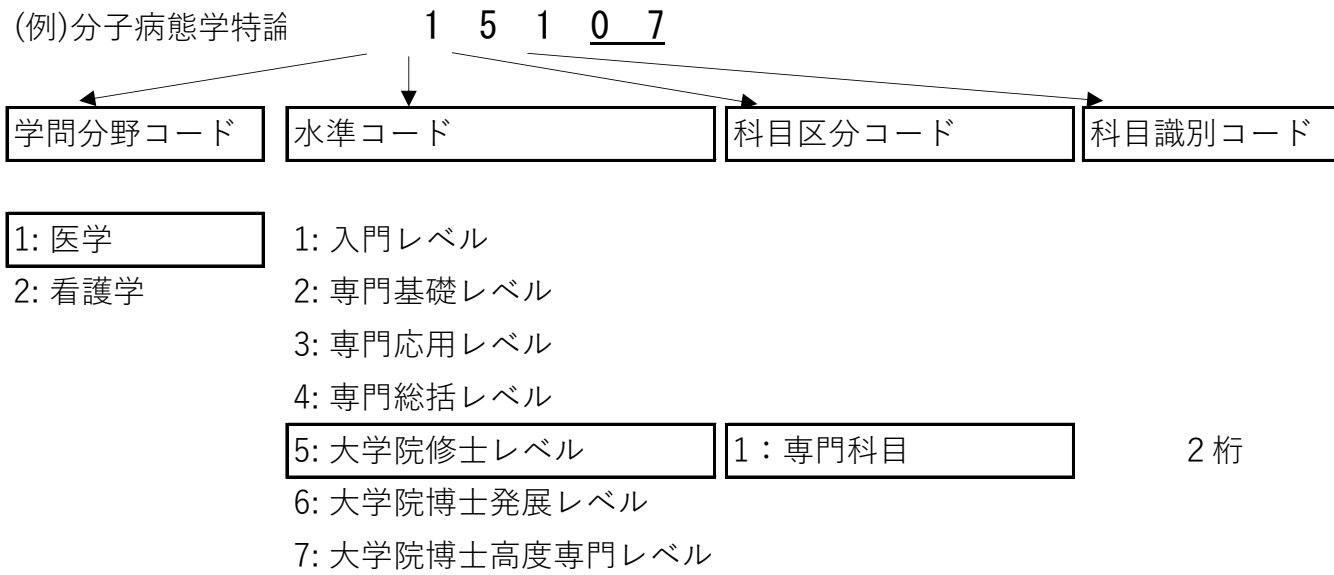 (例)分子病態学特論 1 5 1 0 7
学問分野コード 水準コード 科目区分コード 科目識別コード
1: 医学 1: 入門レベル
2: 看護学 2: 専門基礎レベル
3: 専門応用レベル
4: 専門総括レベル
5: 大学院修士レベル 1：専門科目 2桁
6: 大学院博士発展レベル
7: 大学院博士高度専門レベル